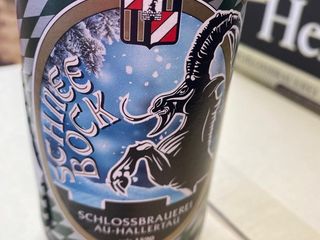 SCHNEE
BOCK
SCHLOSSBRAUEREI
AU-HALLERTAU
He